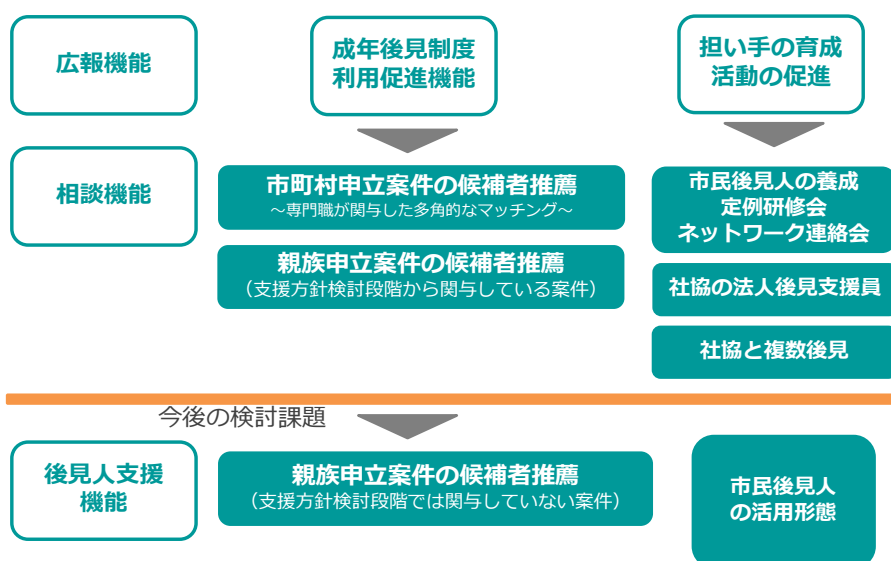 広報機能
成年後見制度
利用促進機能
担い手の育成
活動の促進
相談機能
市町村申立案件の候補者推薦
～専門職が関与した多角的なマッチング～
親族申立案件の候補者推薦
（支援方針検討段階から関与している案件）
市民後見人の養成
定例研修会
ネットワーク連絡会
社協の法人後見支援員
社協と複数後見
今後の検討課題
後見人支援
機能
親族申立案件の候補者推薦
（支援方針検討段階では関与していない案件）
市民後見人
の活用形態